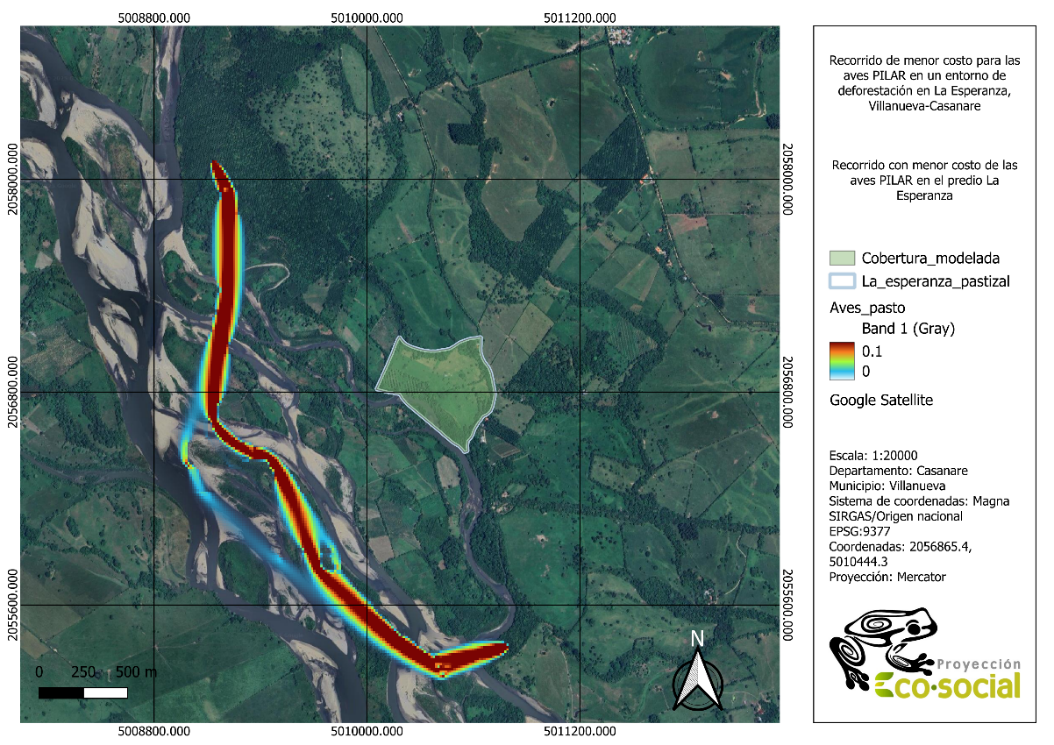 5008800.000
5010000.000
5011200.000
2058000.000
2058000.000
2056800.000
2056800.000
2055600.000
2055600.000
0 250 500 m
N
5008800.000
5010000.000
5011200.000
Recorrido de menor costo para las
aves PILAR en un entorno de
deforestación en La Esperanza,
Villanueva-Casanare
Recorrido con menor costo de las
aves PILAR en el predio La
Esperanza
Cobertura_modelada
La_esperanza_pastizal
Aves_pasto
Band 1 (Gray)
0.1
0
Google Satellite
Escala: 1:20000
Departamento: Casanare
Municipio: Villanueva
Sistema de coordenadas: Magna
SIRGAS/Origen nacional
EPSG:9377
Coordenadas: 2056865.4,
5010444.3
Proyección: Mercator
Proyección
Eco·social